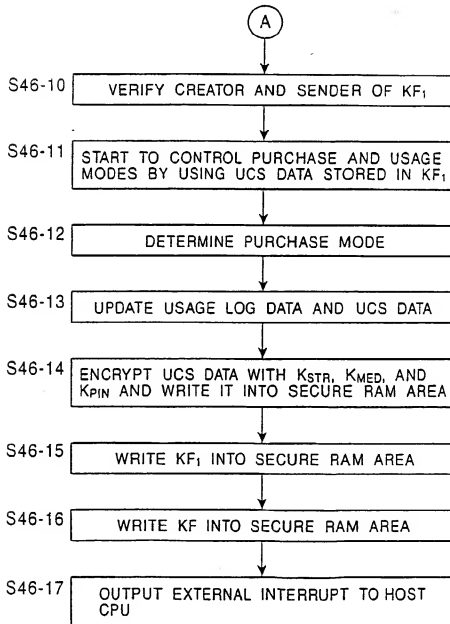 A
S46-10
VERIFY CREATOR AND SENDER OF KF₁
S46-11
START TO CONTROL PURCHASE AND USAGE
MODES BY USING UCS DATA STORED IN KF₁
S46-12
DETERMINE PURCHASE MODE
S46-13
UPDATE USAGE LOG DATA AND UCS DATA
S46-14
ENCRYPT UCS DATA WITH KSTR, KMED, AND
KPIN AND WRITE IT INTO SECURE RAM AREA
S46-15
WRITE KF₁ INTO SECURE RAM AREA
S46-16
WRITE KF INTO SECURE RAM AREA
S46-17
OUTPUT EXTERNAL INTERRUPT TO HOST
CPU